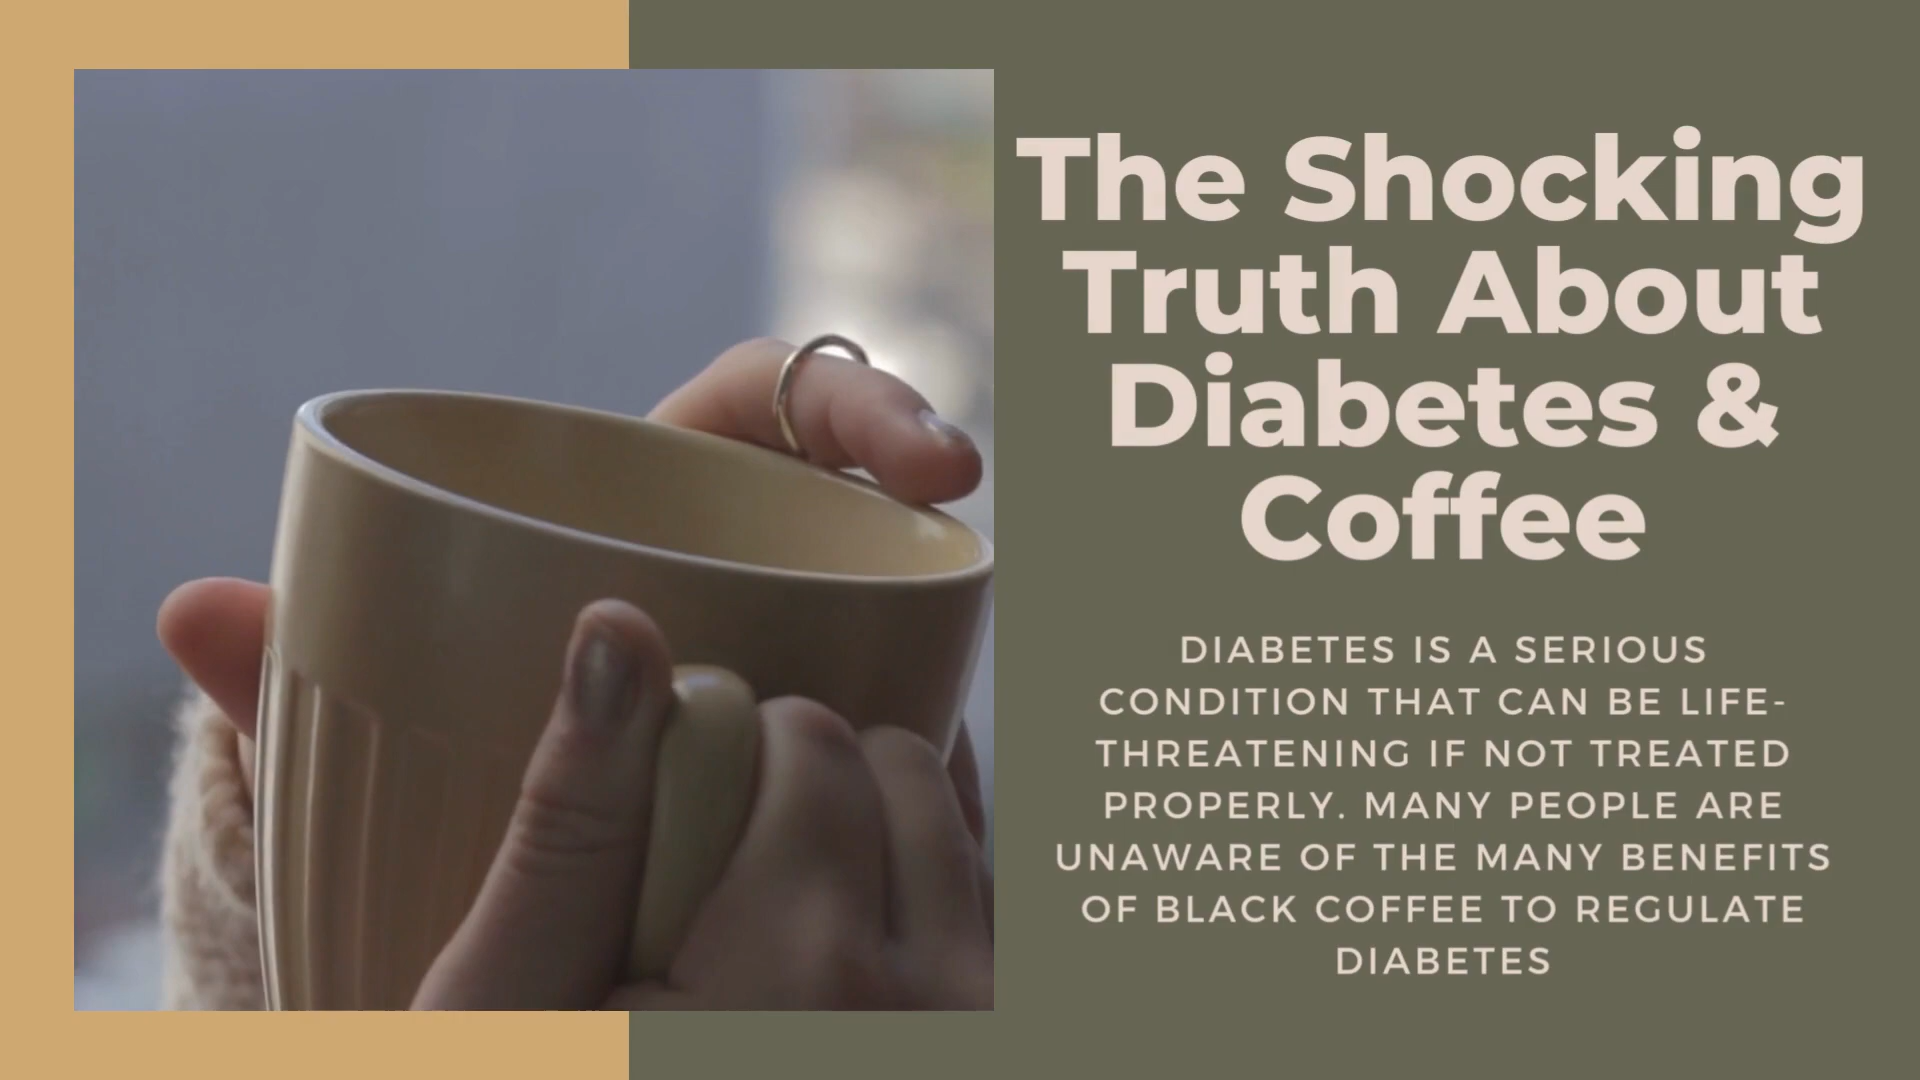 The Shocking
Truth About
Diabetes &
Coffee
DIABETES IS A SERIOUS
CONDITION THAT CAN BE LIFE-
THREATENING IF NOT TREATED
PROPERLY. MANY PEOPLE ARE
UNAWARE OF THE MANY BENEFITS
OF BLACK COFFEE TO REGULATE
DIABETES